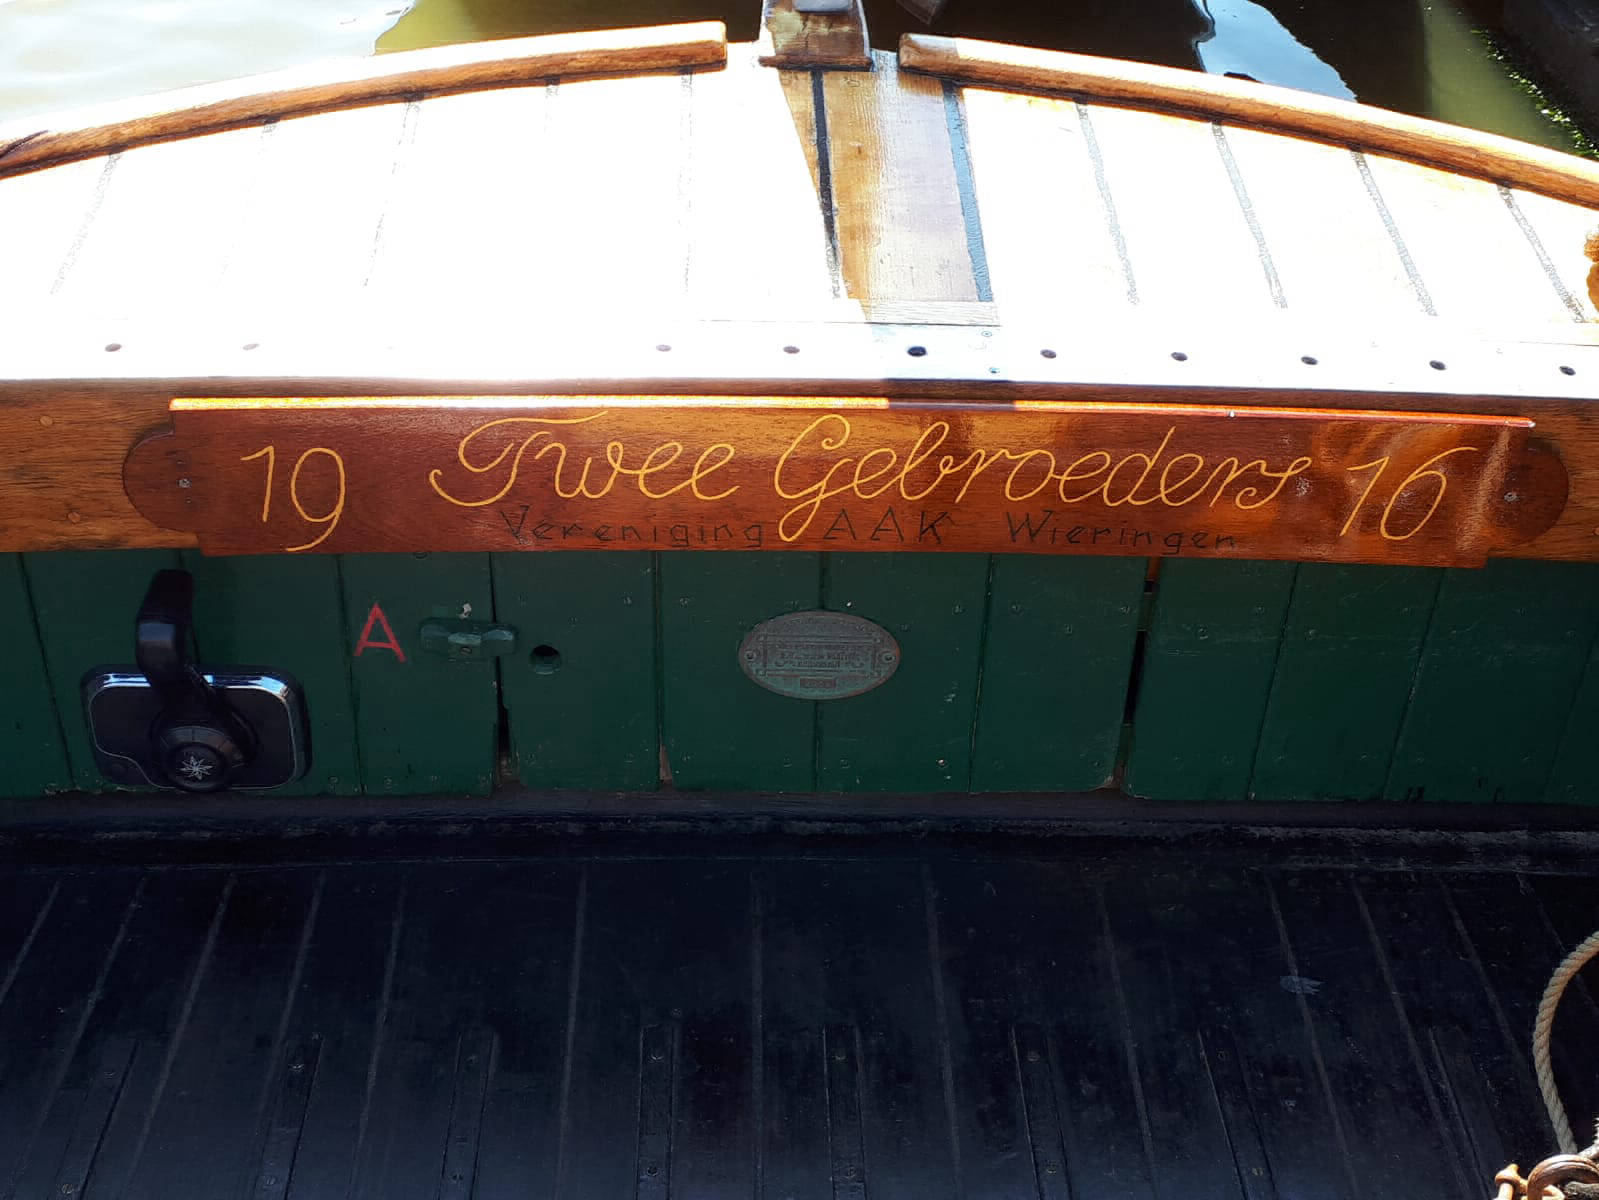 19 Twee Gebroeders 16
Vereniging AAK Wieringen
A